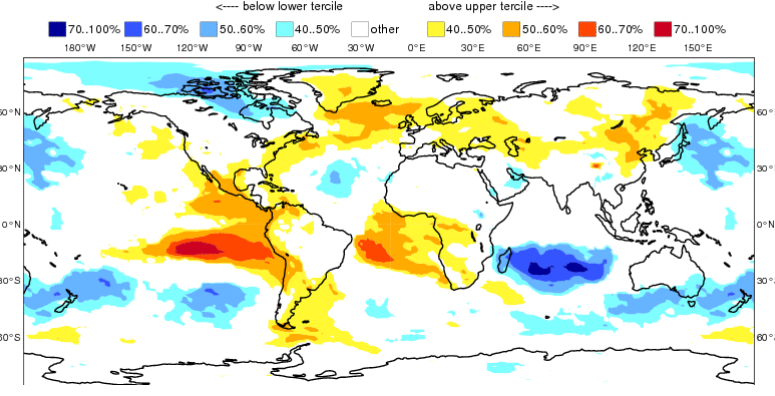 <---- below lower tercile above upper tercile ---->
70..100% 60..70% 50..60% 40..50% other 40..50% 50..60% 60..70% 70..100%
180°W 150°W 120°W 90°W 60°W 30°W 0°E 30°E 60°E 90°E 120°E 150°E
60°N 60°
30°N 30°
0°N 0°
30°S 30°
60°S 60°